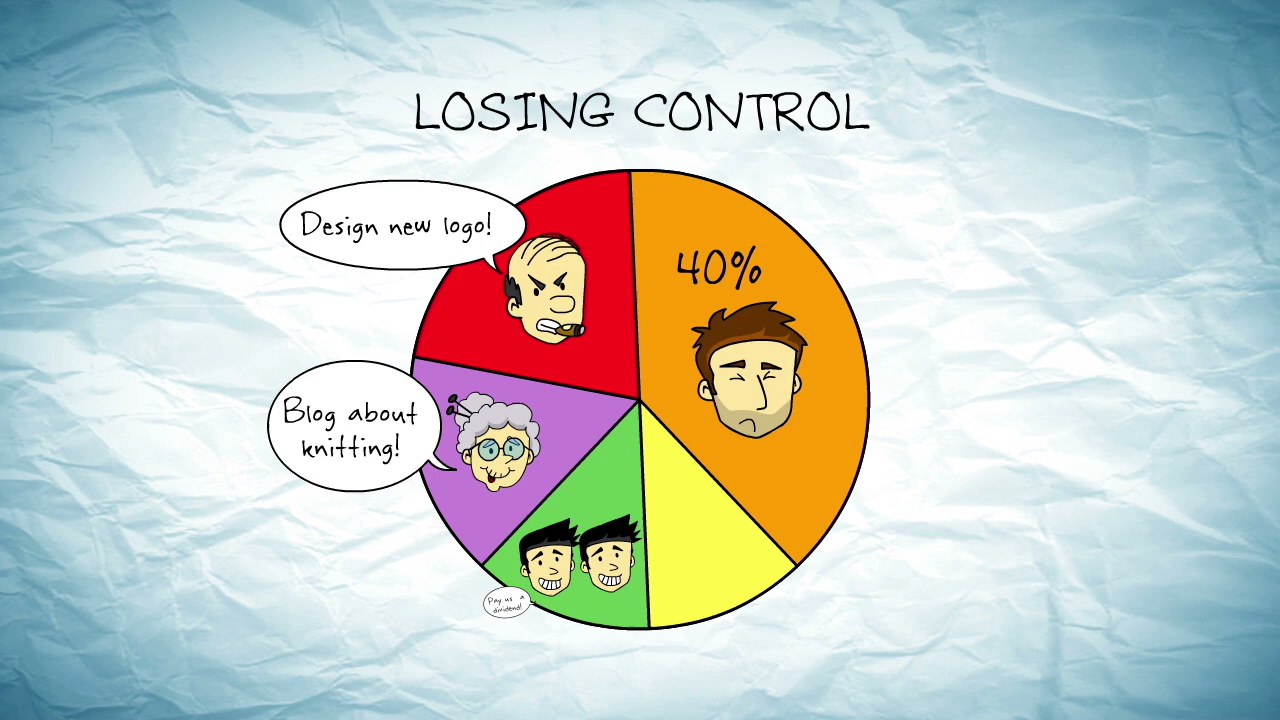 LOSING CONTROL
Design new logo!
40%
Blog about
knitting!
Pay us a
dividend!